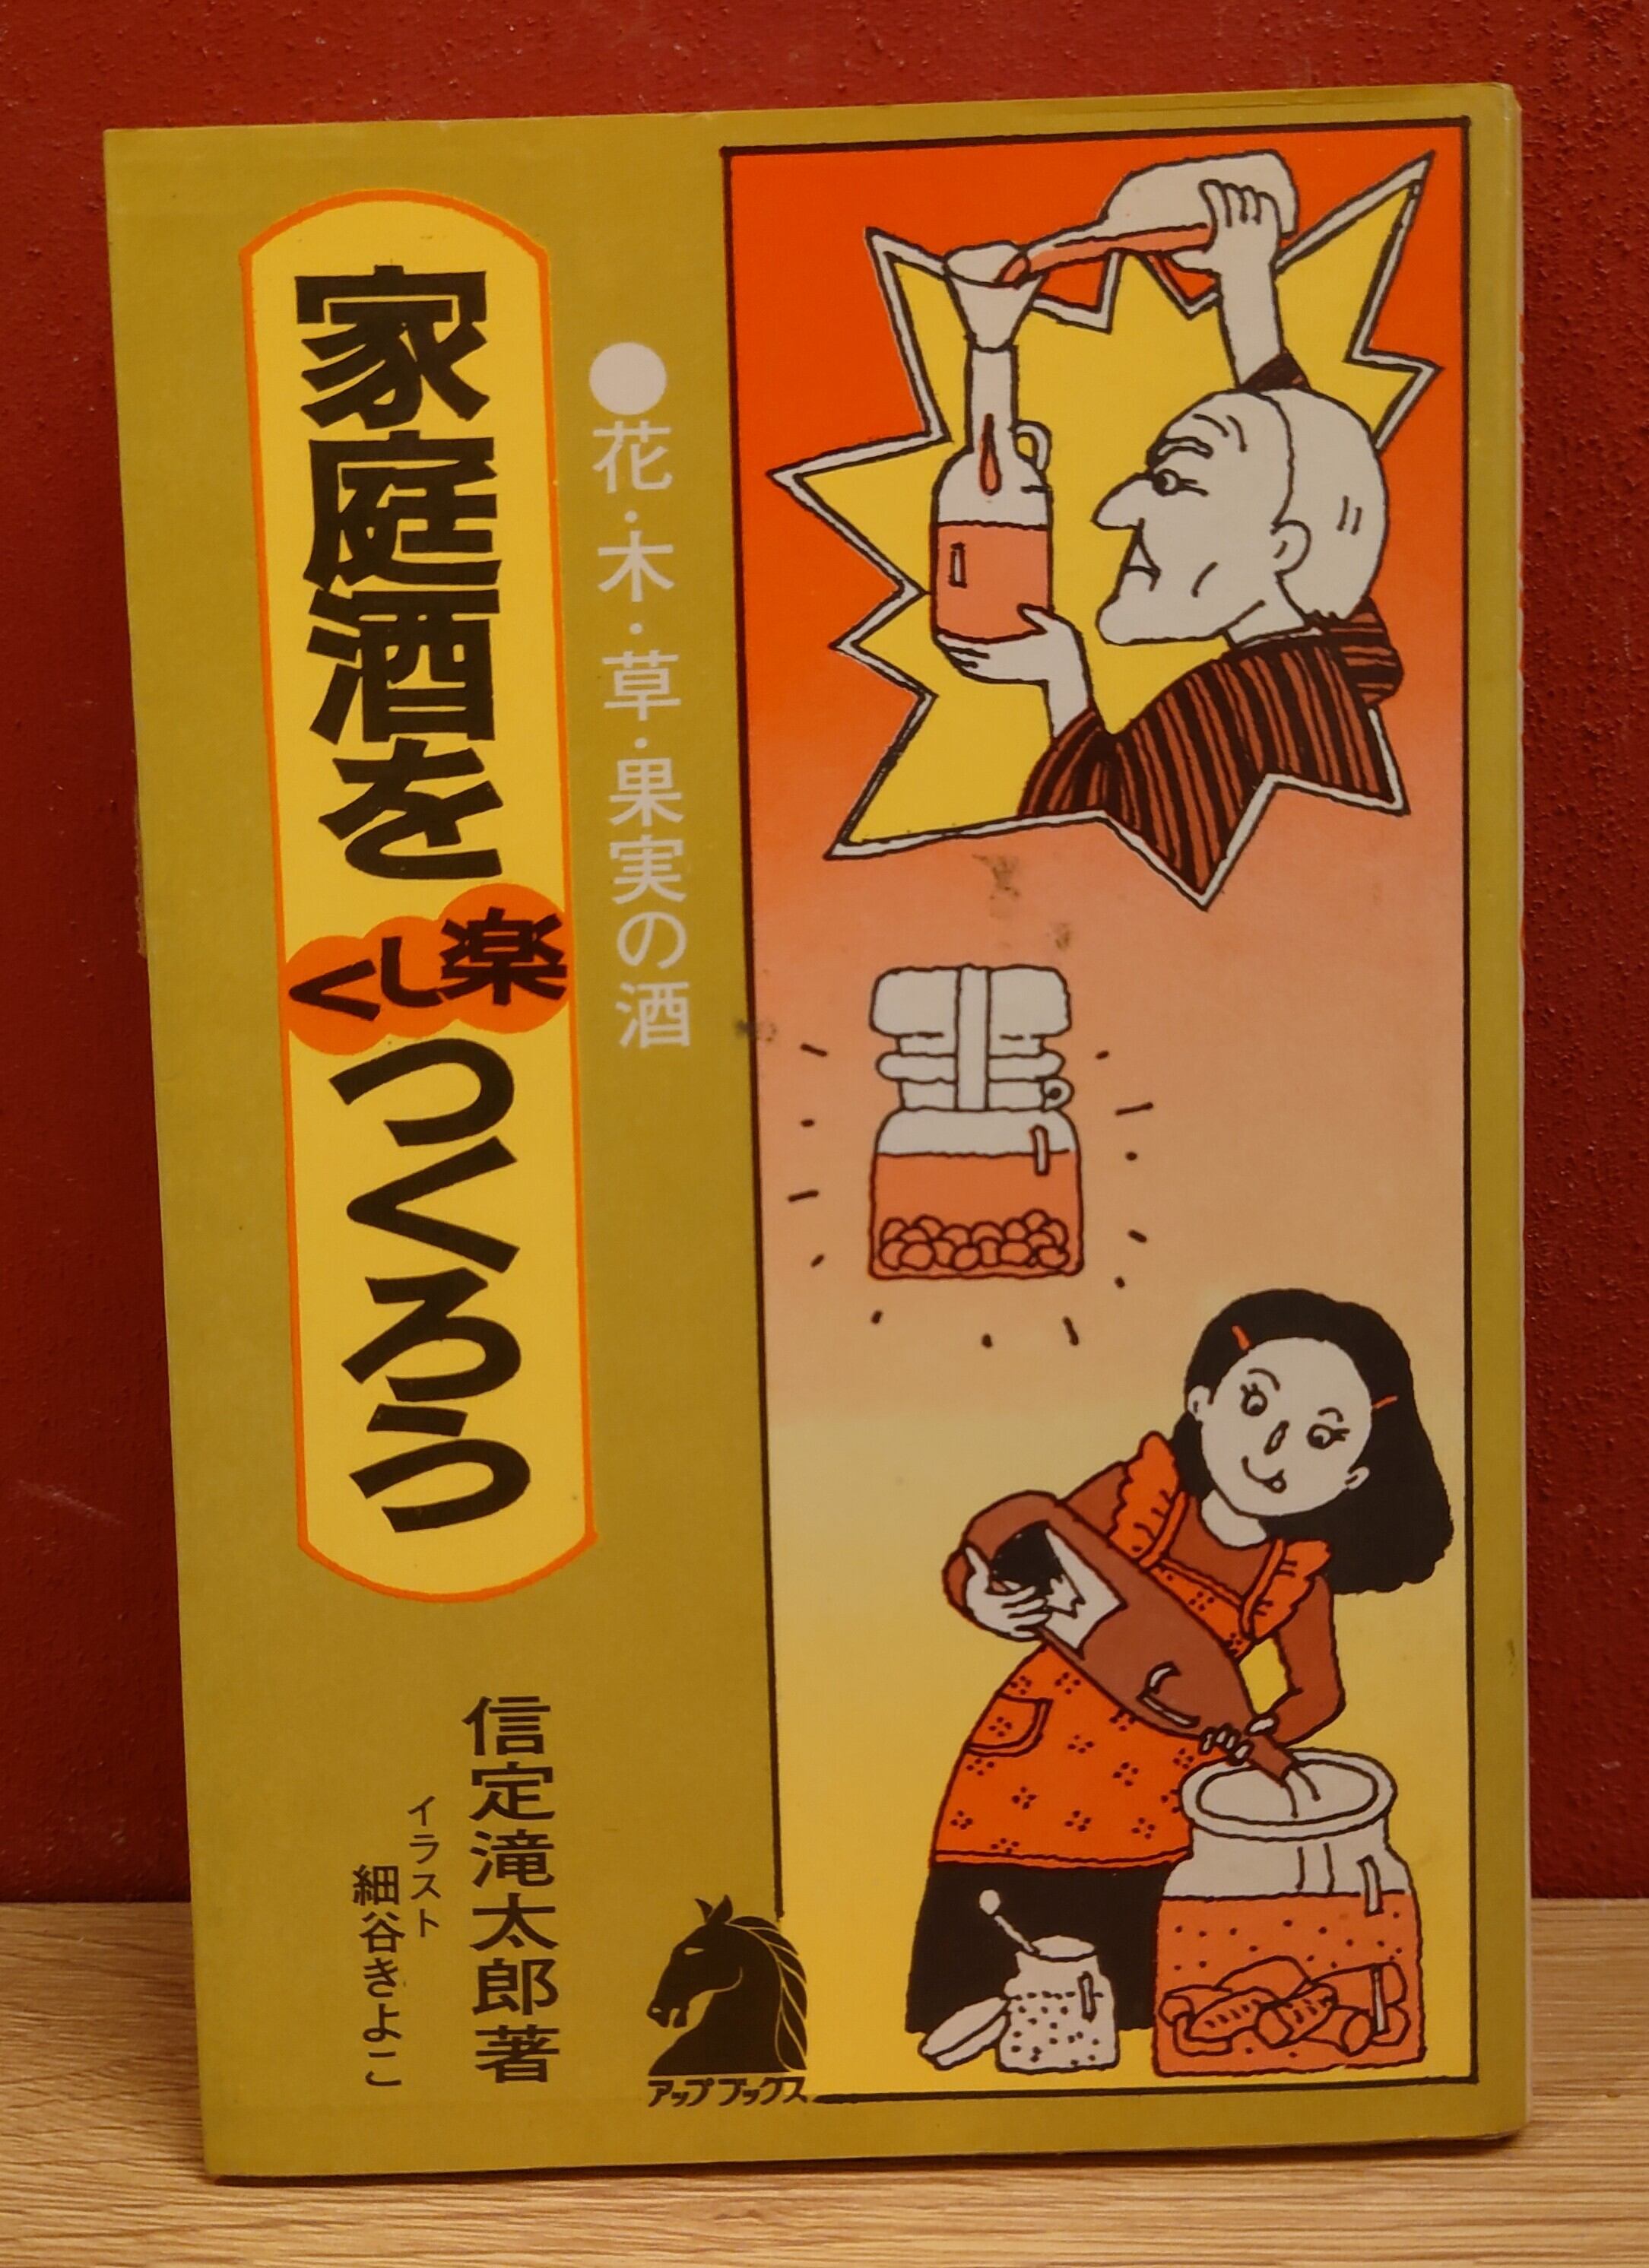 ●花・木・草・果実の酒
家庭酒を楽しくつくろう
信定滝太郎著
イラスト
細谷きよこ
アップブックス